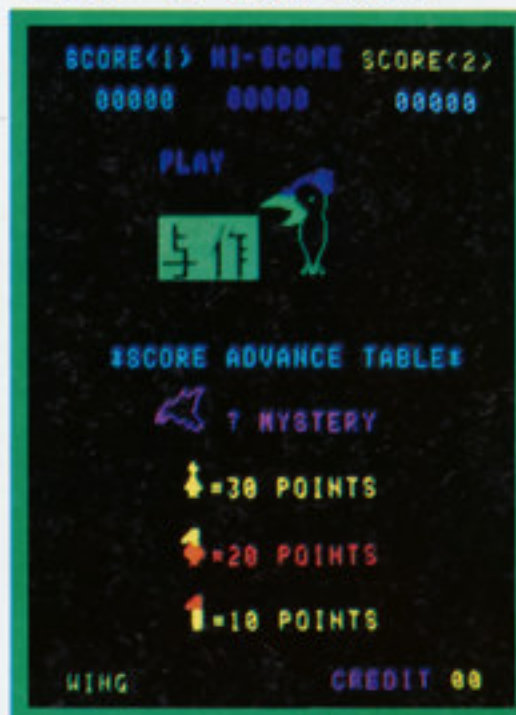 SCORE<1> HI-SCORE SCORE<2>
00000 00000 00000
PLAY
与作
*SCORE ADVANCE TABLE*
? MYSTERY
=30 POINTS
=20 POINTS
=10 POINTS
WING CREDIT 00